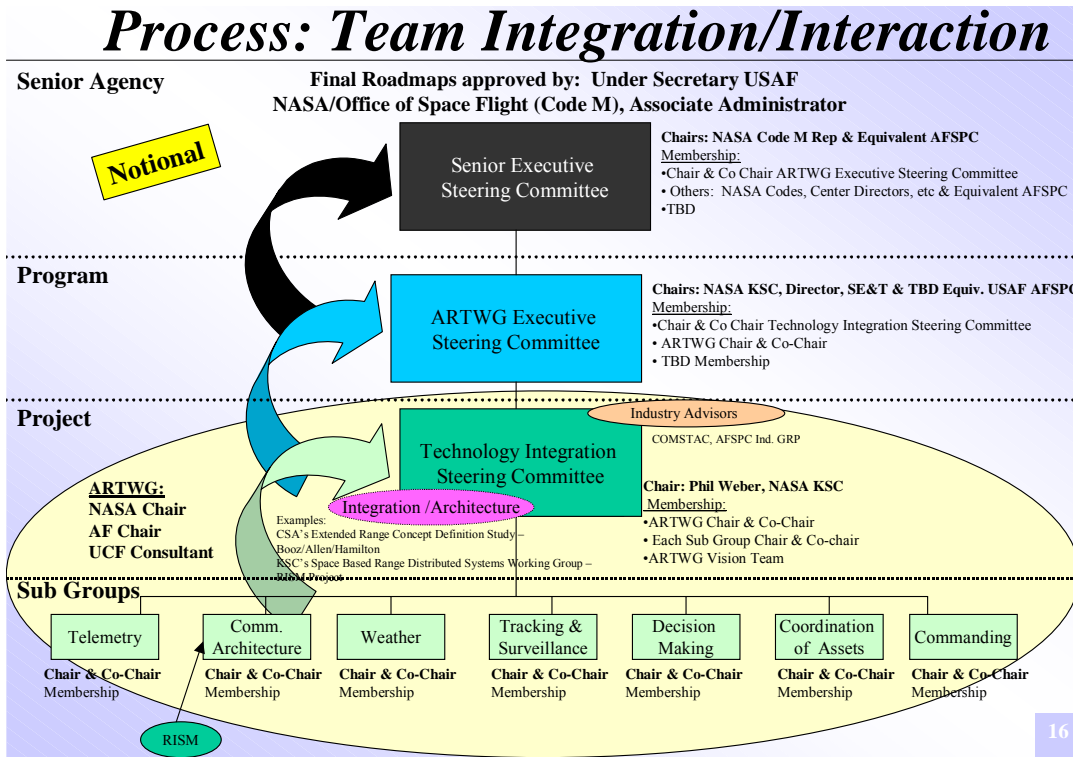 Process: Team Integration/Interaction
Senior Agency
Final Roadmaps approved by: Under Secretary USAF
NASA/Office of Space Flight (Code M), Associate Administrator
Notional
Senior Executive
Steering Committee
Chairs: NASA Code M Rep & Equivalent AFSPC
Membership:
•Chair & Co Chair ARTWG Executive Steering Committee
• Others: NASA Codes, Center Directors, etc & Equivalent AFSPC
•TBD
Program
ARTWG Executive
Steering Committee
Chairs: NASA KSC, Director, SE&T & TBD Equiv. USAF AFSPC
Membership:
•Chair & Co Chair Technology Integration Steering Committee
• ARTWG Chair & Co-Chair
• TBD Membership
Project
Industry Advisors
COMSTAC, AFSPC Ind. GRP
Technology Integration
Steering Committee
Integration /Architecture
Chair: Phil Weber, NASA KSC
Membership:
•ARTWG Chair & Co-Chair
• Each Sub Group Chair & Co-chair
•ARTWG Vision Team
ARTWG:
NASA Chair
AF Chair
UCF Consultant
Examples:
CSA's Extended Range Concept Definition Study –
Booz/Allen/Hamilton
KSC's Space Based Range Distributed Systems Working Group –
RISM Project
Sub Groups
Telemetry
Chair & Co-Chair
Membership
Comm.
Architecture
Chair & Co-Chair
Membership
Weather
Chair & Co-Chair
Membership
Tracking &
Surveillance
Chair & Co-Chair
Membership
Decision
Making
Chair & Co-Chair
Membership
Coordination
of Assets
Chair & Co-Chair
Membership
Commanding
Chair & Co-Chair
Membership
RISM
16